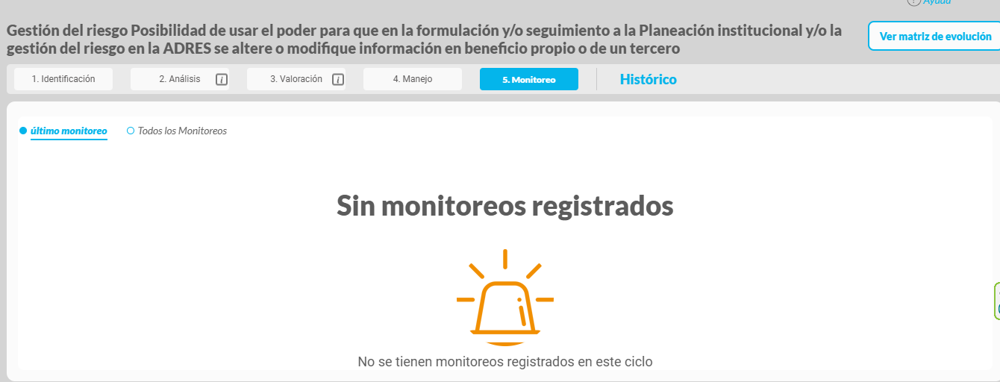 Ayuda
Gestión del riesgo Posibilidad de usar el poder para que en la formulación y/o seguimiento a la Planeación institucional y/o la
gestión del riesgo en la ADRES se altere o modifique información en beneficio propio o de un tercero
Ver matriz de evolución
1. Identificación
2. Análisis
3. Valoración
4. Manejo
5. Monitoreo
Histórico
último monitoreo
Todos los Monitoreos
Sin monitoreos registrados
No se tienen monitoreos registrados en este ciclo